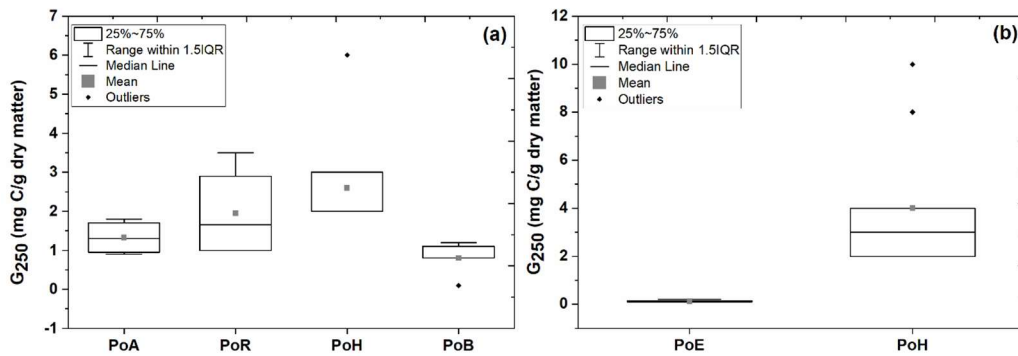 (a)
25%~75%
Range within 1.5IQR
Median Line
Mean
Outliers
G250 (mg C/g dry matter)
7
6
5
4
3
2
1
0
-1
PoA PoR PoH PoB
(b)
25%~75%
Range within 1.5IQR
Median Line
Mean
Outliers
G250 (mg C/g dry matter)
12
10
8
6
4
2
0
PoE PoH